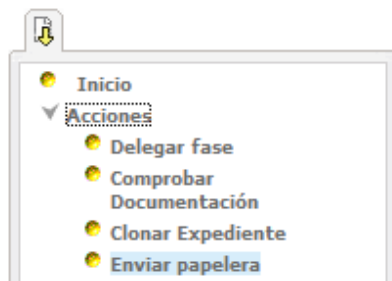 Inicio
Acciones
Delegar fase
Comprobar
Documentación
Clonar Expediente
Enviar papelera